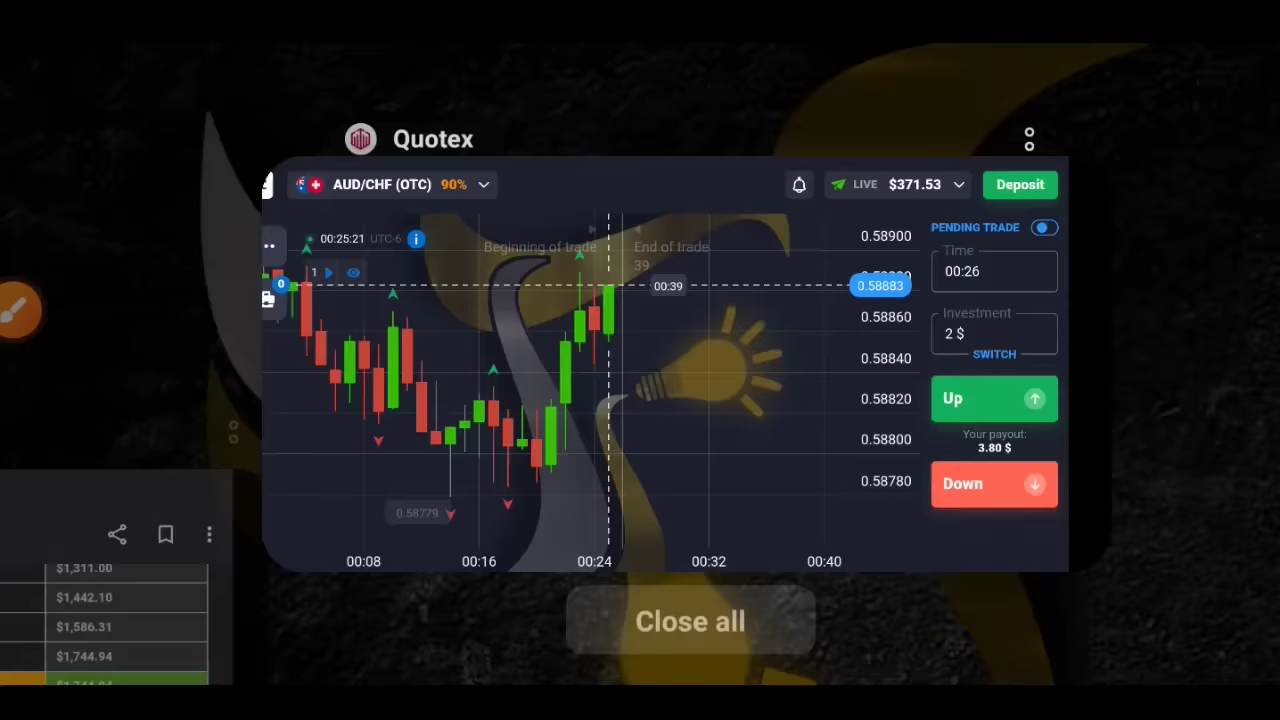 Quotex
AUD/CHF (OTC) 90%
LIVE $371.53
Deposit
00:25:21 UTC-6
Beginning of trade
End of trade
39
1
0
00:39
0.58900
0.58883
0.58860
0.58840
0.58820
0.58800
0.58780
0.58779
00:08 00:16 00:24 00:32 00:40
PENDING TRADE
Time
00:26
Investment
2 $
SWITCH
Up
Your payout:
3.80 $
Down
$1,311.00
$1,442.10
$1,586.31
$1,744.94
Close all